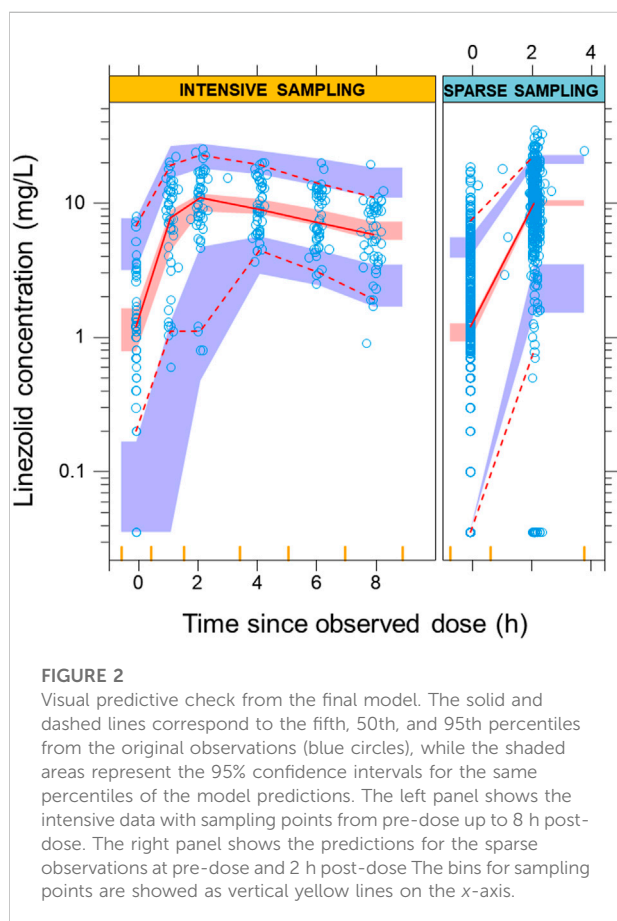 0 2 4
INTENSIVE SAMPLING
SPARSE SAMPLING
Linezolid concentration (mg/L)
10
1
0.1
0 2 4 6 8
0 2 4
Time since observed dose (h)
FIGURE 2
Visual predictive check from the final model. The solid and
dashed lines correspond to the fifth, 50th, and 95th percentiles
from the original observations (blue circles), while the shaded
areas represent the 95% confidence intervals for the same
percentiles of the model predictions. The left panel shows the
intensive data with sampling points from pre-dose up to 8 h post-
dose. The right panel shows the predictions for the sparse
observations at pre-dose and 2 h post-dose The bins for sampling
points are showed as vertical yellow lines on the x-axis.